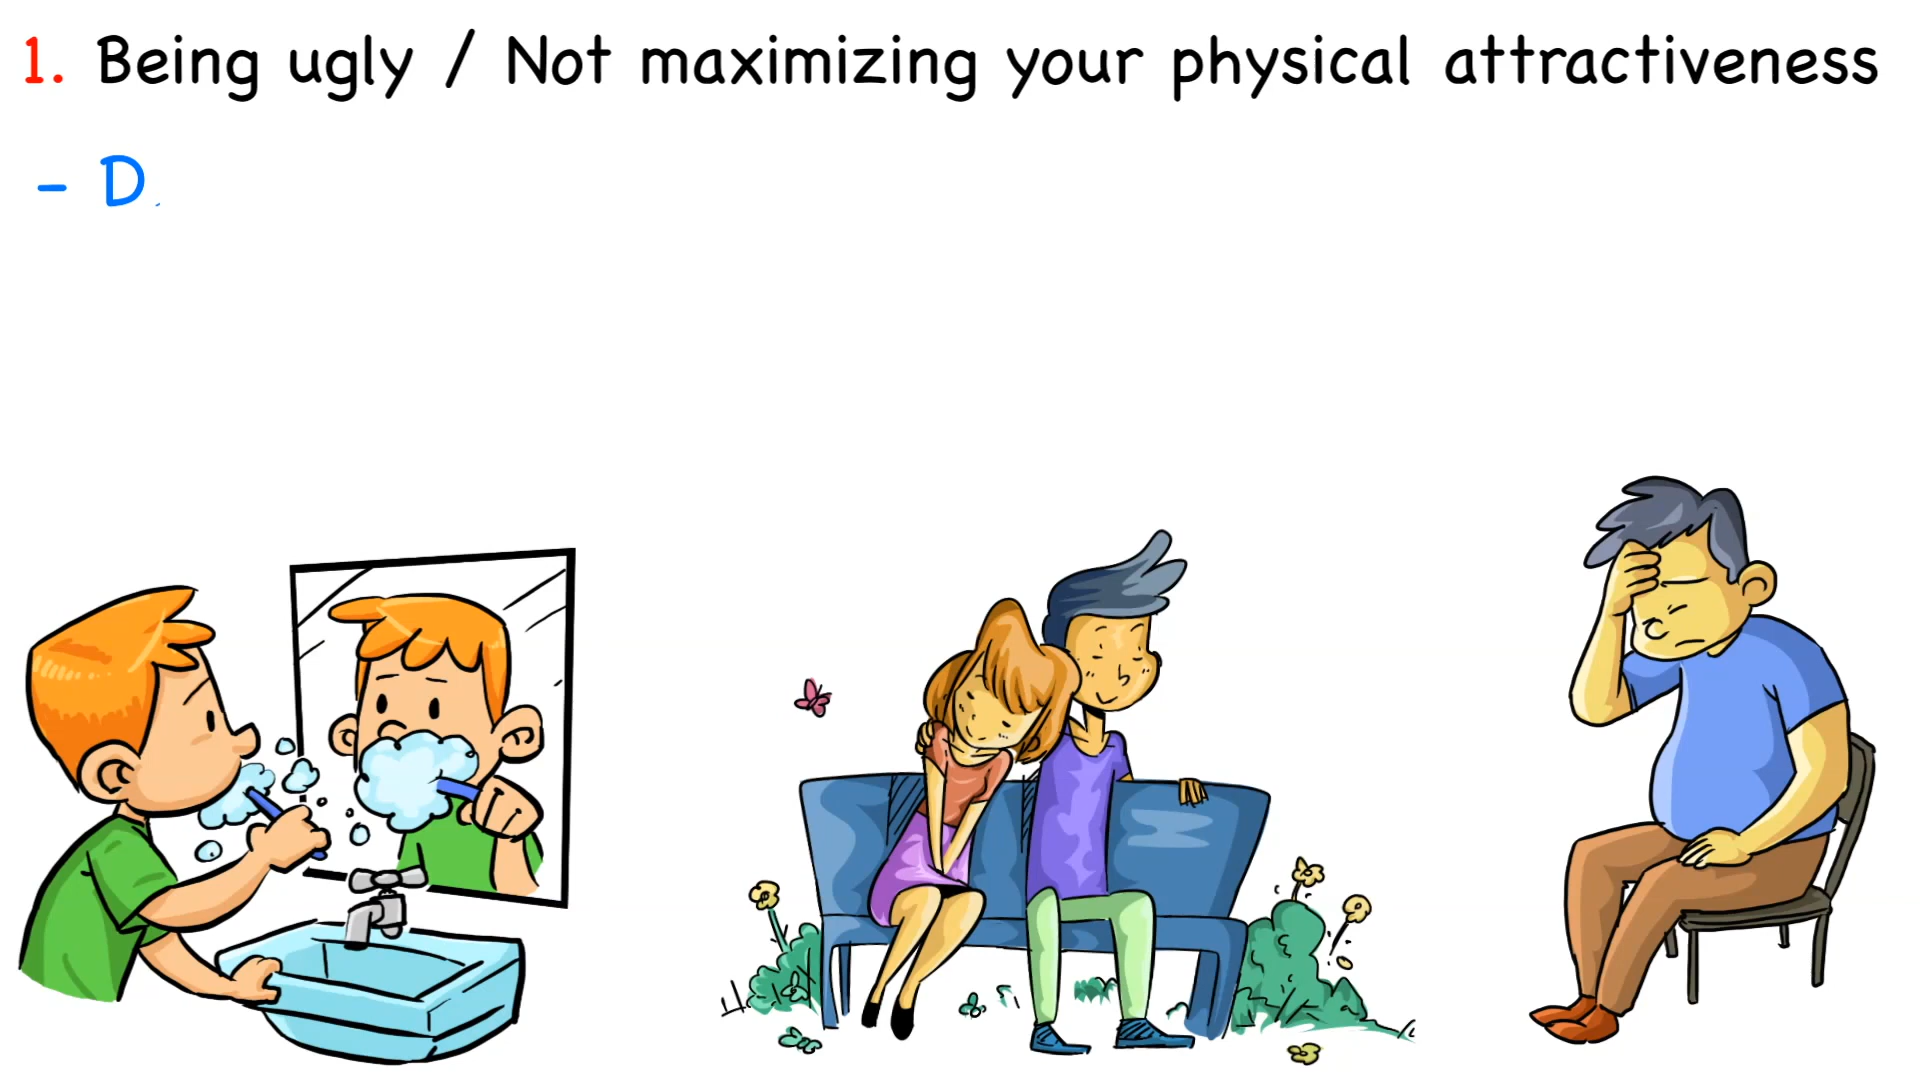 1. Being ugly / Not maximizing your physical attractiveness
- D